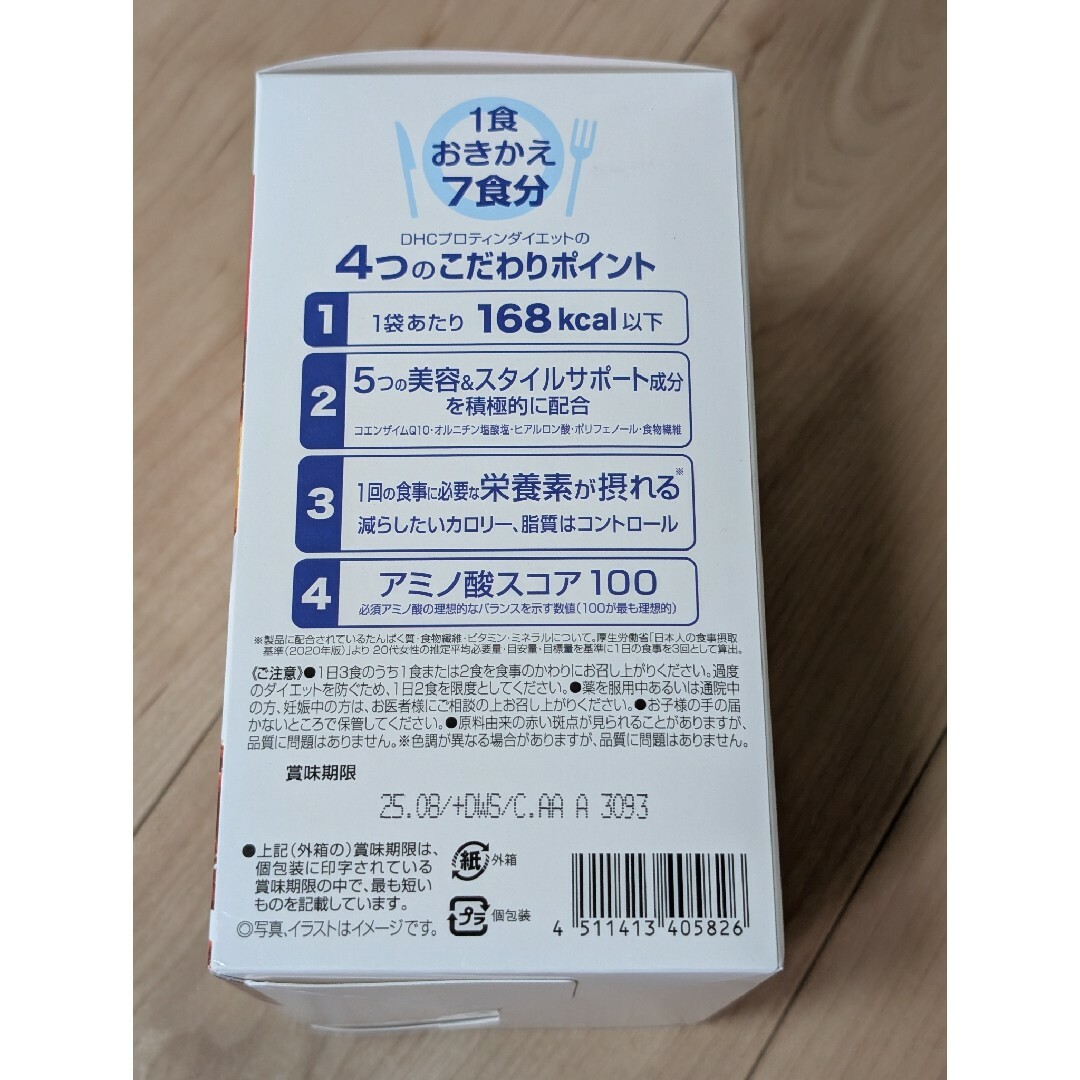 1食
おきかえ
7食分
DHCプロティンダイエットの
4つのこだわりポイント
1
1袋あたり 168kcal以下
2
5つの美容&スタイルサポート成分
を積極的に配合
コエンザイムQ10・オルニチン塩酸塩・ヒアルロン酸・ポリフェノール・食物繊維
3
1回の食事に必要な栄養素が摂れる※
減らしたいカロリー、脂質はコントロール
4
アミノ酸スコア100
必須アミノ酸の理想的なバランスを示す数値(100が最も理想的)
※製品に配合されているたんぱく質・食物繊維・ビタミン・ミネラルについて。厚生労働省「日本人の食事摂取
基準(2020年版)」より 20代女性の推定平均必要量・目安量・目標量を基準に1日の食事を3回として算出。
《ご注意》●1日3食のうち1食または2食を食事のかわりにお召し上がりください。過度
のダイエットを防ぐため、1日2食を限度としてください。●薬を服用中あるいは通院中
の方、妊娠中の方は、お医者様にご相談の上お召し上がりください。●お子様の手の届
かないところで保管してください。●原料由来の赤い斑点が見られることがありますが、
品質に問題はありません。※色調が異なる場合がありますが、品質に問題はありません。
賞味期限
25.08/+DWS/C.AA A 3093
●上記(外箱の)賞味期限は、
個包装に印字されている
賞味期限の中で、最も短い
ものを記載しています。
◎写真、イラストはイメージです。
紙 外箱
プラ 個包装
4 511413 405826